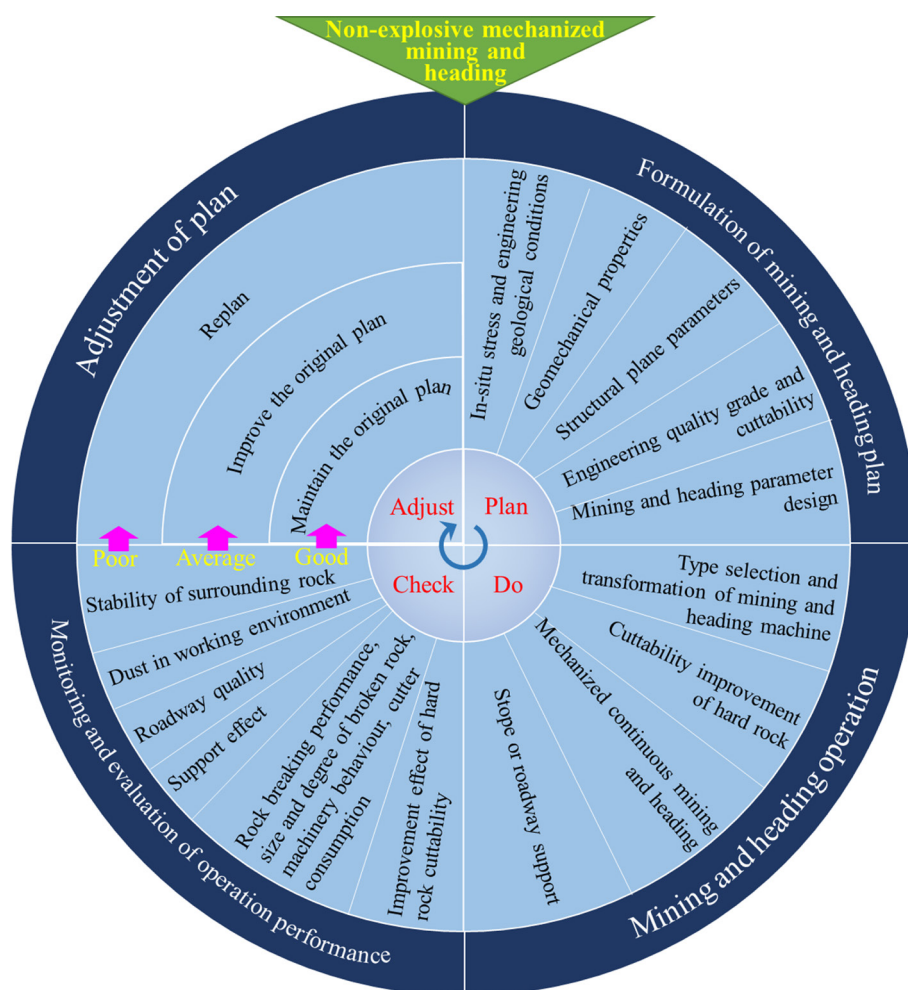 Non-explosive mechanized
mining and
heading
Formulation of mining and heading plan
In-situ stress and engineering
geological conditions
Geomechanical properties
Structural plane parameters
Engineering quality grade and
cuttability
Mining and heading parameter
design
Mining and heading operation
Type selection and
transformation of mining and
heading machine
Cuttability improvement
of hard rock
Mechanized continuous mining
and heading
Stope or roadway support
Monitoring and evaluation of operation performance
Improvement effect of hard
rock cuttability
Rock breaking performance,
size and degree of broken rock,
machinery behaviour, cutter
consumption
Support effect
Roadway quality
Dust in working environment
Stability of surrounding rock
Adjustment of plan
Replan
Improve the original plan
Maintain the original plan
Poor
Average
Good
Adjust
Plan
Check
Do